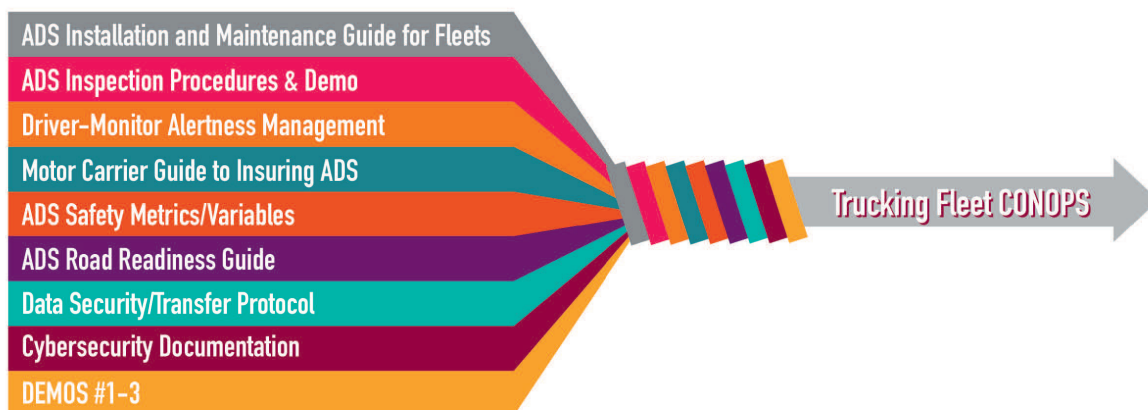 ADS Installation and Maintenance Guide for Fleets
ADS Inspection Procedures & Demo
Driver-Monitor Alertness Management
Motor Carrier Guide to Insuring ADS
ADS Safety Metrics/Variables
ADS Road Readiness Guide
Data Security/Transfer Protocol
Cybersecurity Documentation
DEMOS #1-3
Trucking Fleet CONOPS